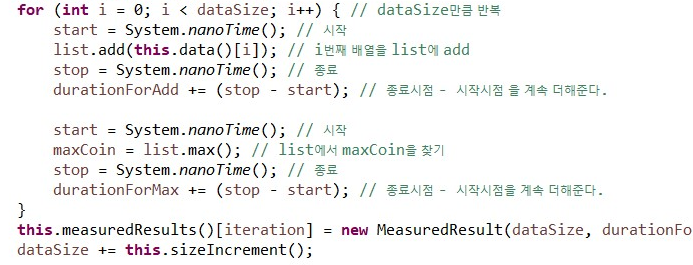 for (int i = 0; i < dataSize; i++) { // dataSize만큼 반복
start = System.nanoTime(); // 시작
list.add(this.data()[i]); // i번째 배열을 list에 add
stop = System.nanoTime(); // 종료
durationForAdd += (stop - start); // 종료시점 - 시작시점 을 계속 더해준다.
start = System.nanoTime(); // 시작
maxCoin = list.max(); // list에서 maxCoin을 찾기
stop = System.nanoTime(); // 종료
durationForMax += (stop - start); // 종료시점 - 시작시점을 계속 더해준다.
}
this.measuredResults()[iteration] = new MeasuredResult(dataSize, durationFo
dataSize += this.sizeIncrement();